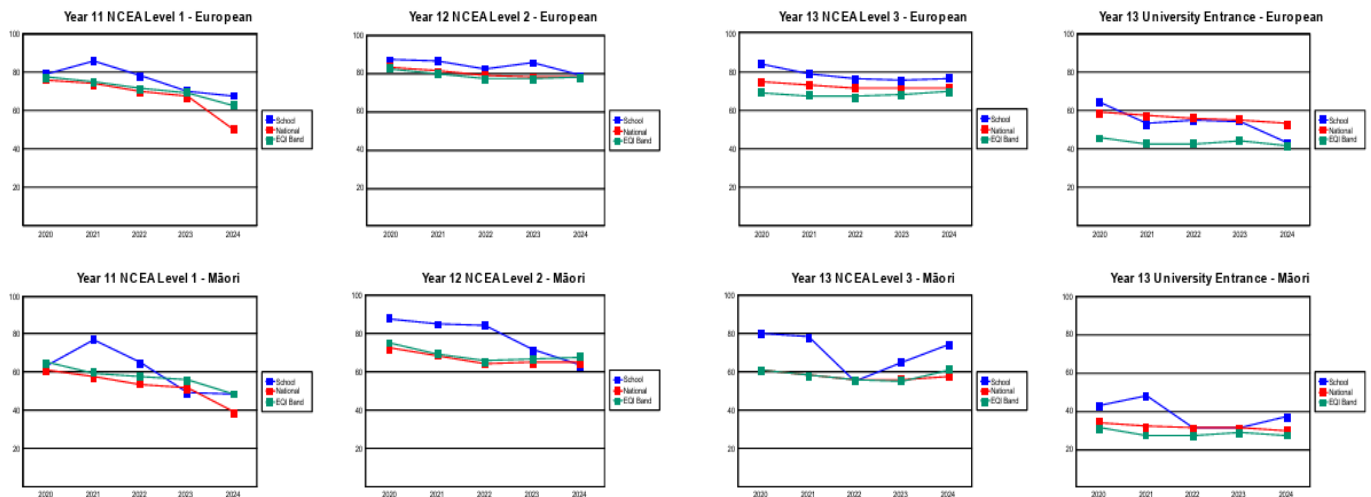 Year 11 NCEA Level 1 - European
100
80
60
40
20
2020 2021 2022 2023 2024
School
National
EQI Band
Year 12 NCEA Level 2 - European
100
80
60
40
20
2020 2021 2022 2023 2024
School
National
EQI Band
Year 13 NCEA Level 3 - European
100
80
60
40
20
2020 2021 2022 2023 2024
School
National
EQI Band
Year 13 University Entrance - European
100
80
60
40
20
2020 2021 2022 2023 2024
School
National
EQI Band
Year 11 NCEA Level 1 - Māori
100
80
60
40
20
2020 2021 2022 2023 2024
School
National
EQI Band
Year 12 NCEA Level 2 - Māori
100
80
60
40
20
2020 2021 2022 2023 2024
School
National
EQI Band
Year 13 NCEA Level 3 - Māori
100
80
60
40
20
2020 2021 2022 2023 2024
School
National
EQI Band
Year 13 University Entrance - Māori
100
80
60
40
20
2020 2021 2022 2023 2024
School
National
EQI Band